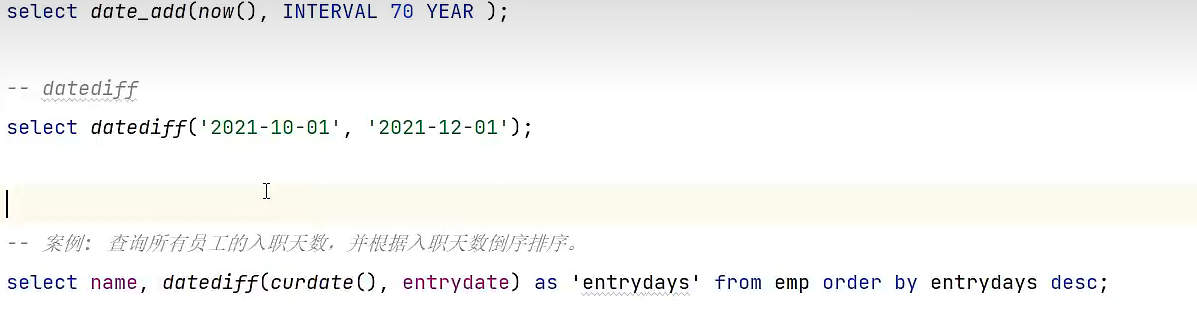 select date_add(now(), INTERVAL 70 YEAR );
-- datediff
select datediff('2021-10-01', '2021-12-01');
-- 案例: 查询所有员工的入职天数，并根据入职天数倒序排序。
select name, datediff(curdate(), entrydate) as 'entrydays' from emp order by entrydays desc;